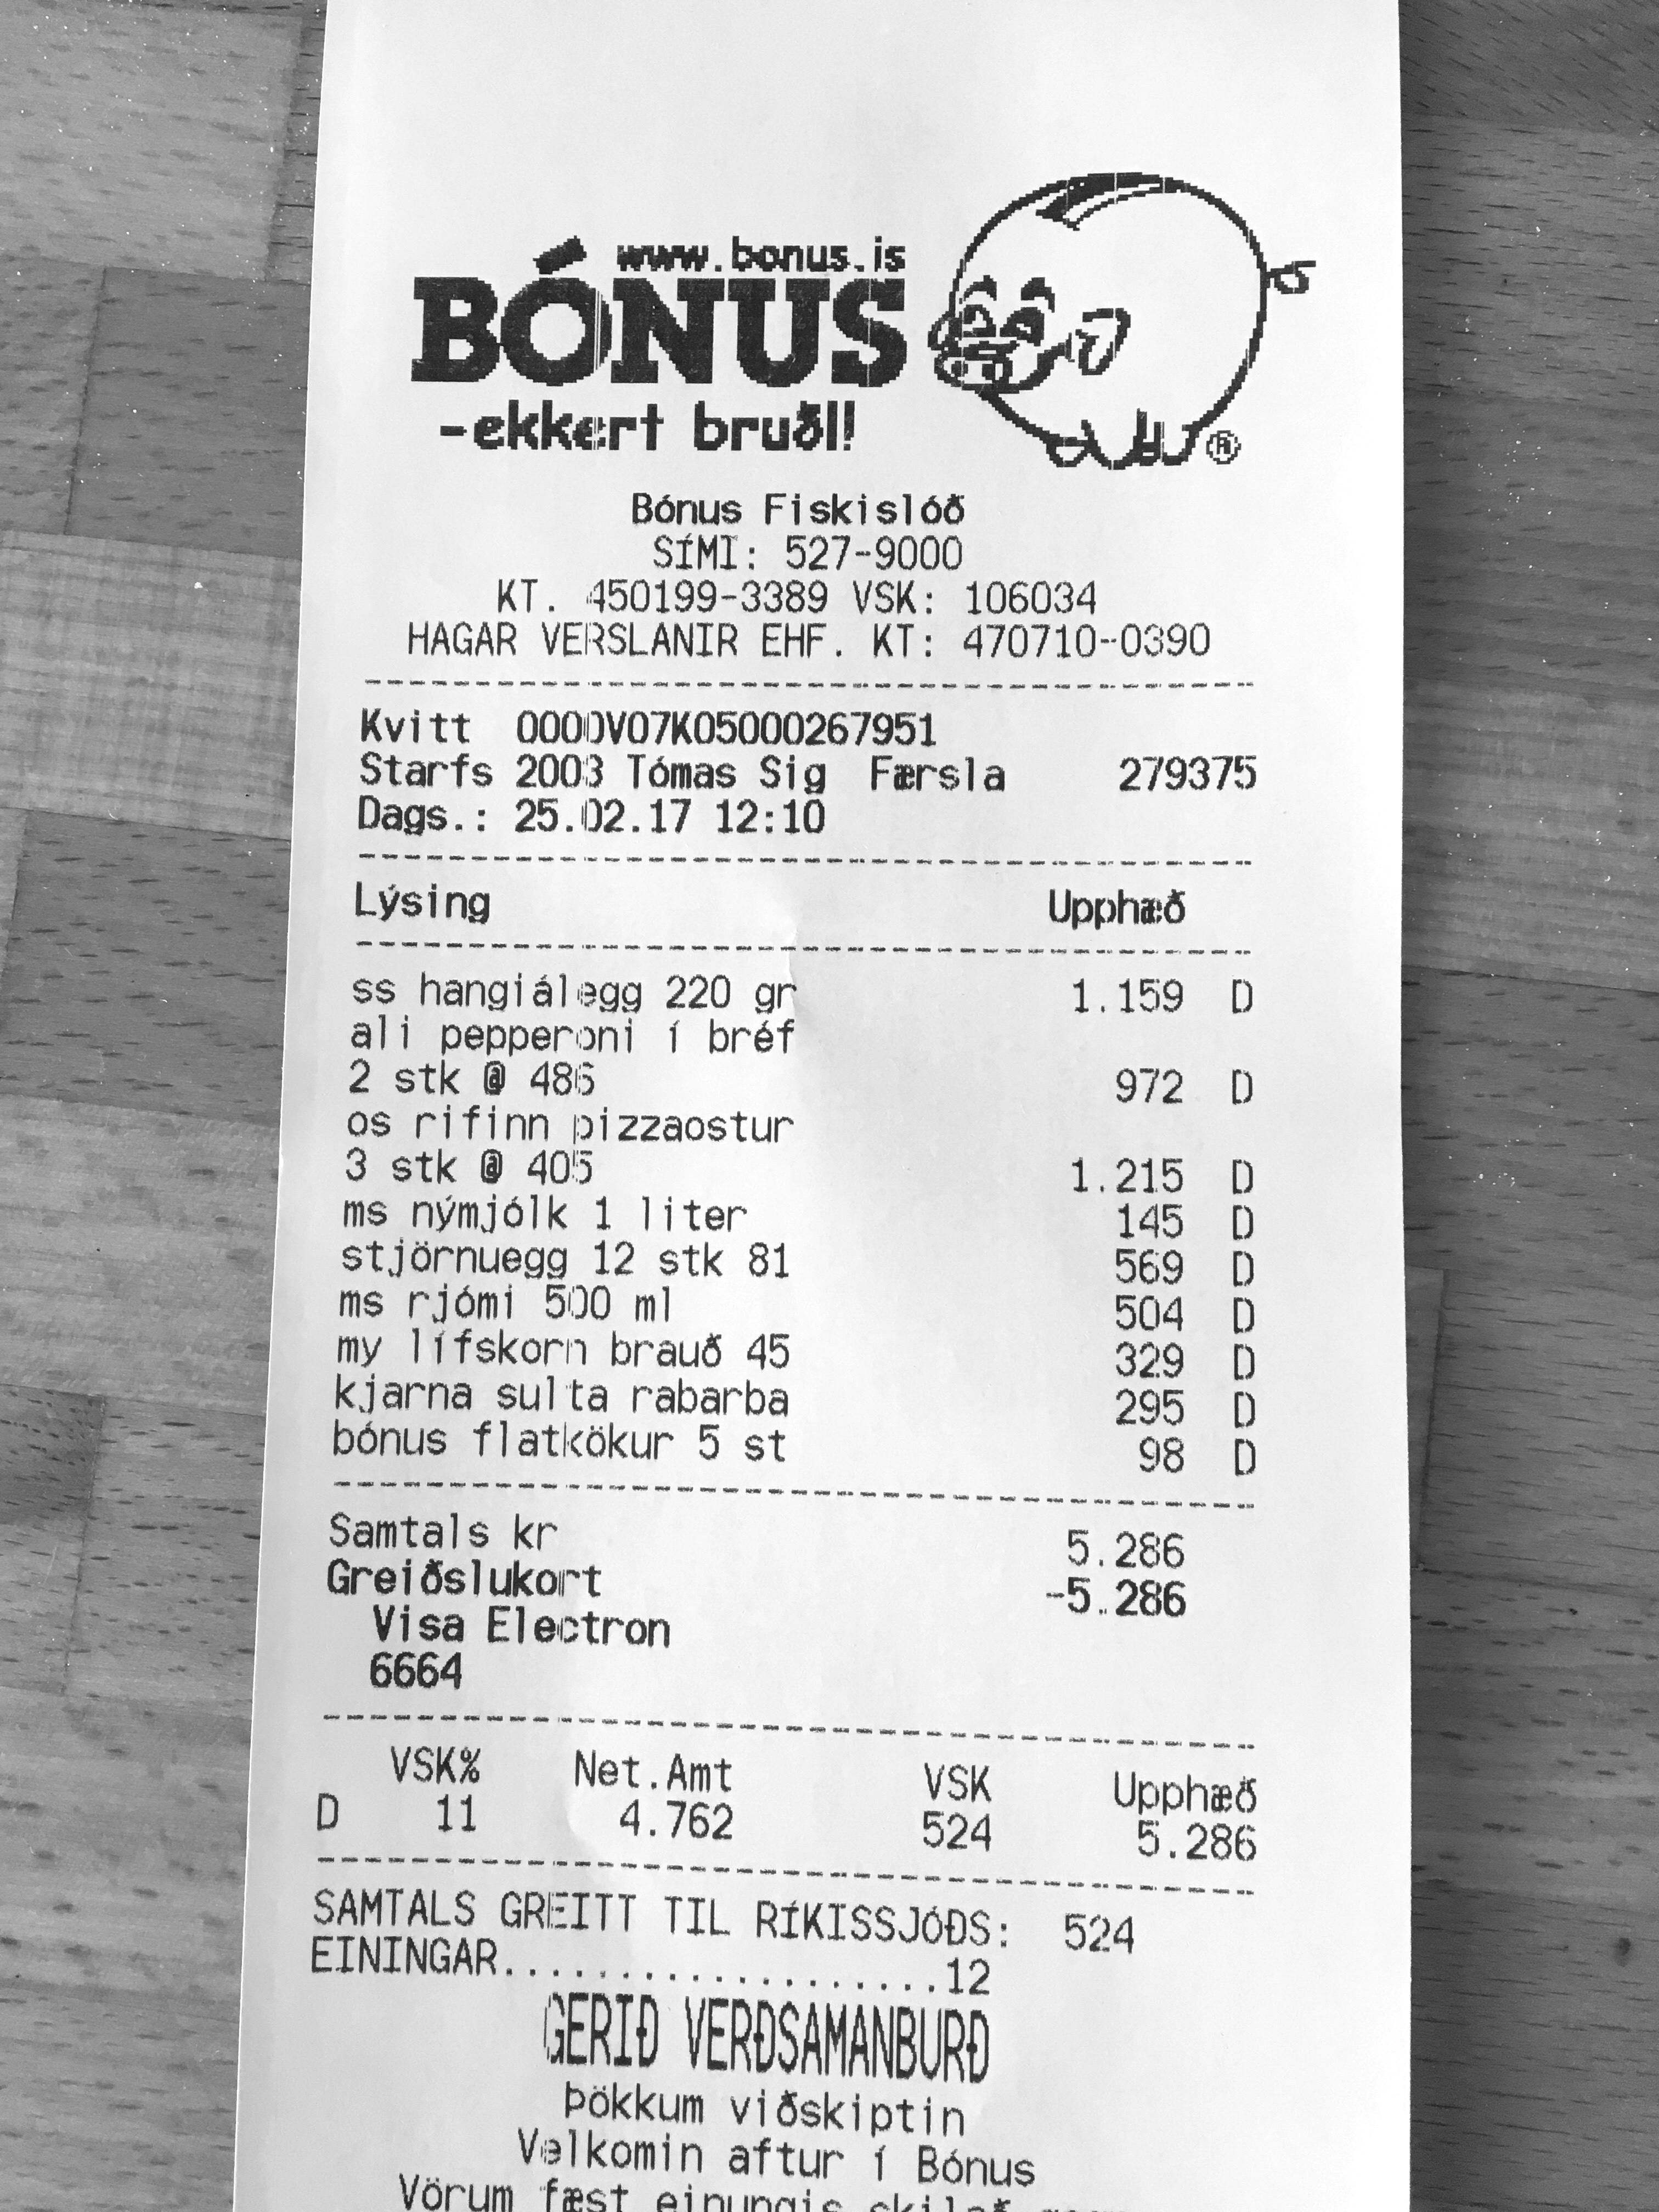 www.bonus.is
BÓNUS
-ekkert bruðl!
®
Bónus Fiskislóð
SÍMI: 527-9000
KT. 450199-3389 VSK: 106034
HAGAR VERSLANIR EHF. KT: 470710-0390
Kvitt 0000V07K05000267951
Starfs 2003 Tómas Sig Færsla 279375
Dags.: 25.02.17 12:10
Lýsing Upphæð
ss hangiálegg 220 gr 1.159 D
ali pepperoni í bréf
2 stk @ 486 972 D
os rifinn pizzaostur
3 stk @ 405 1.215 D
ms nýmjólk 1 liter 145 D
stjörnuegg 12 stk 81 569 D
ms rjómi 500 ml 504 D
my lífskorn brauð 45 329 D
kjarna sulta rabarba 295 D
bónus flatkökur 5 st 98 D
Samtals kr 5.286
Greiðslukort -5.286
Visa Electron
6664
VSK% Net.Amt VSK Upphæð
D 11 4.762 524 5.286
SAMTALS GREITT TIL RÍKISSJÓÐS: 524
EININGAR...................12
GERIÐ VERÐSAMANBURÐ
Þökkum viðskiptin
Velkomin aftur í Bónus
Vörum fæst einungis